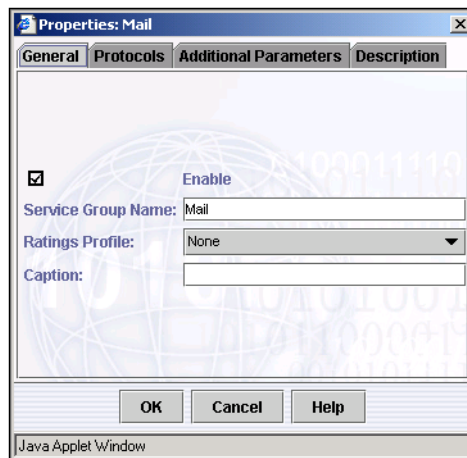 Properties: Mail
General Protocols Additional Parameters Description
Enable
Service Group Name: Mail
Ratings Profile: None
Caption:
OK Cancel Help
Java Applet Window